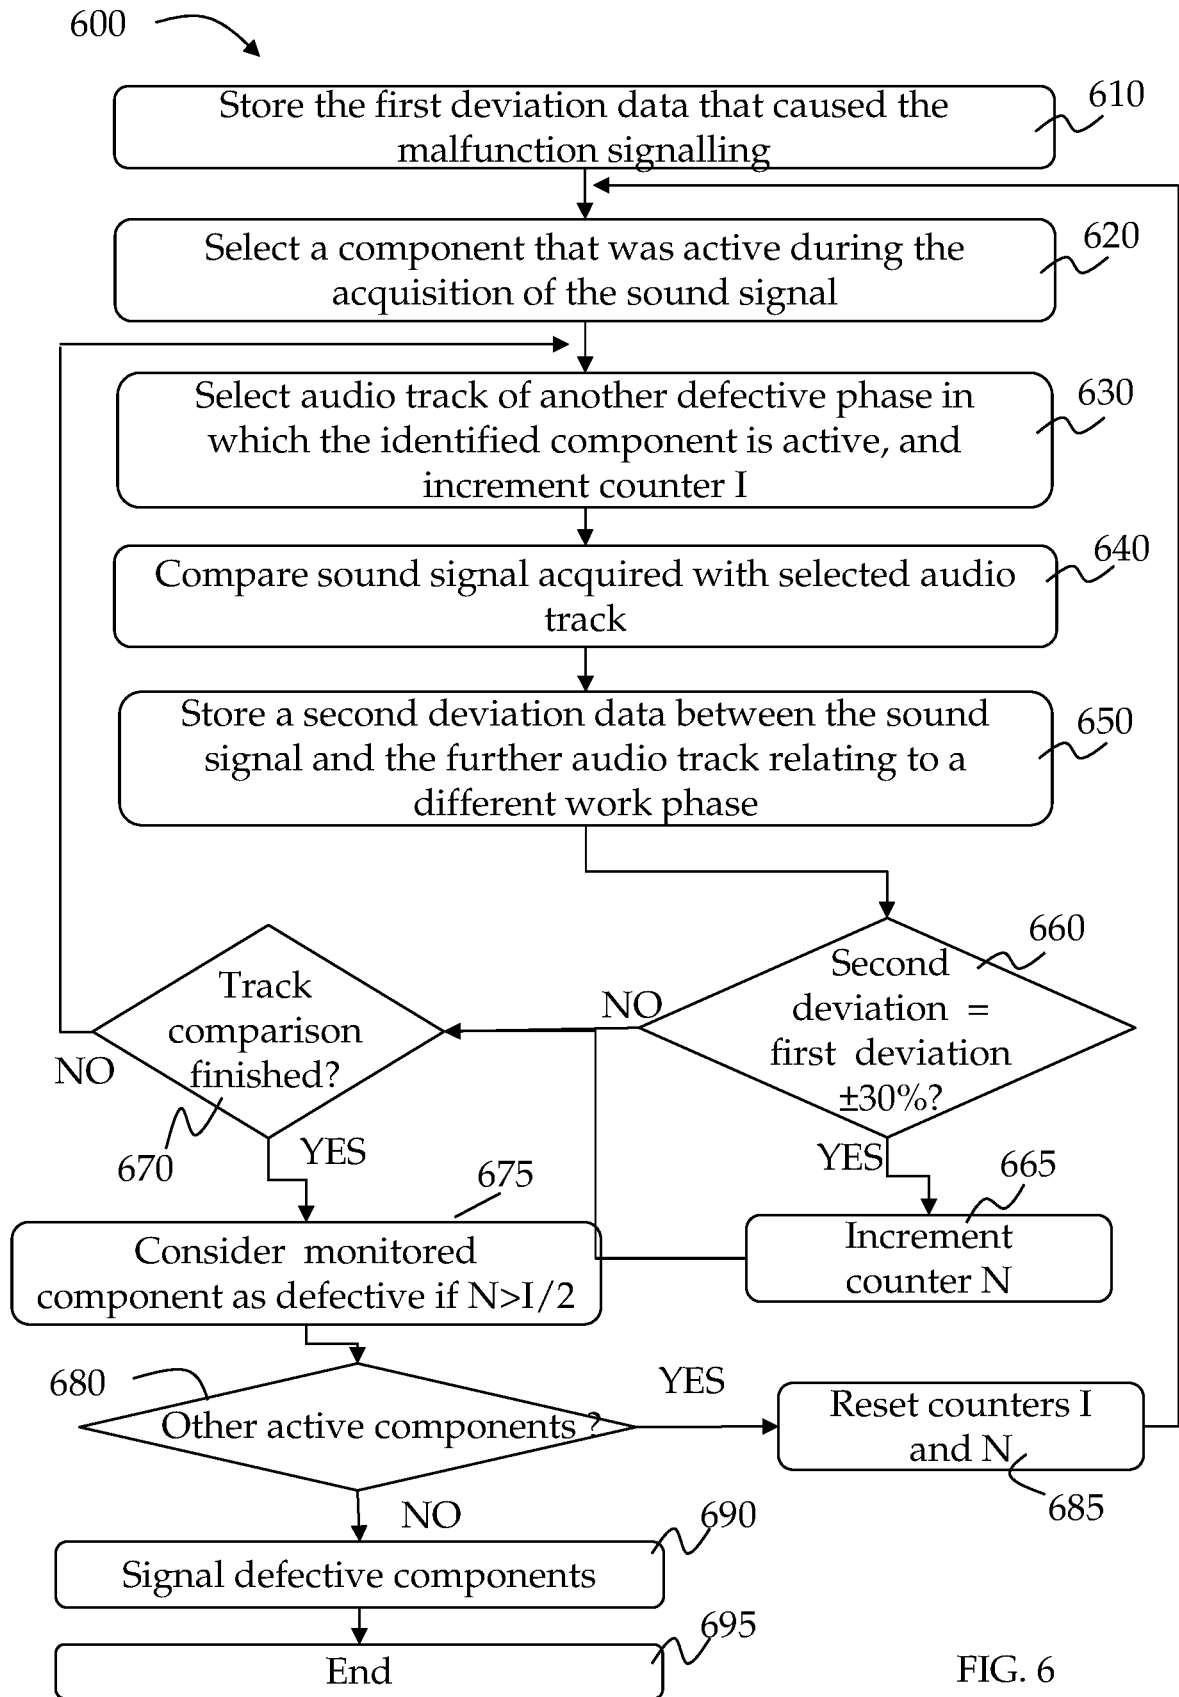 600
Store the first deviation data that caused the
malfunction signalling
610
Select a component that was active during the
acquisition of the sound signal
620
Select audio track of another defective phase in
which the identified component is active, and
increment counter I
630
Compare sound signal acquired with selected audio
track
640
Store a second deviation data between the sound
signal and the further audio track relating to a
different work phase
650
Second
deviation =
first deviation
±30%?
660
NO
YES
Track
comparison
finished?
670
NO
YES
Increment
counter N
665
Consider monitored
component as defective if N>I/2
675
Other active components ?
680
YES
NO
Reset counters I
and N
685
Signal defective components
690
End
695
FIG. 6